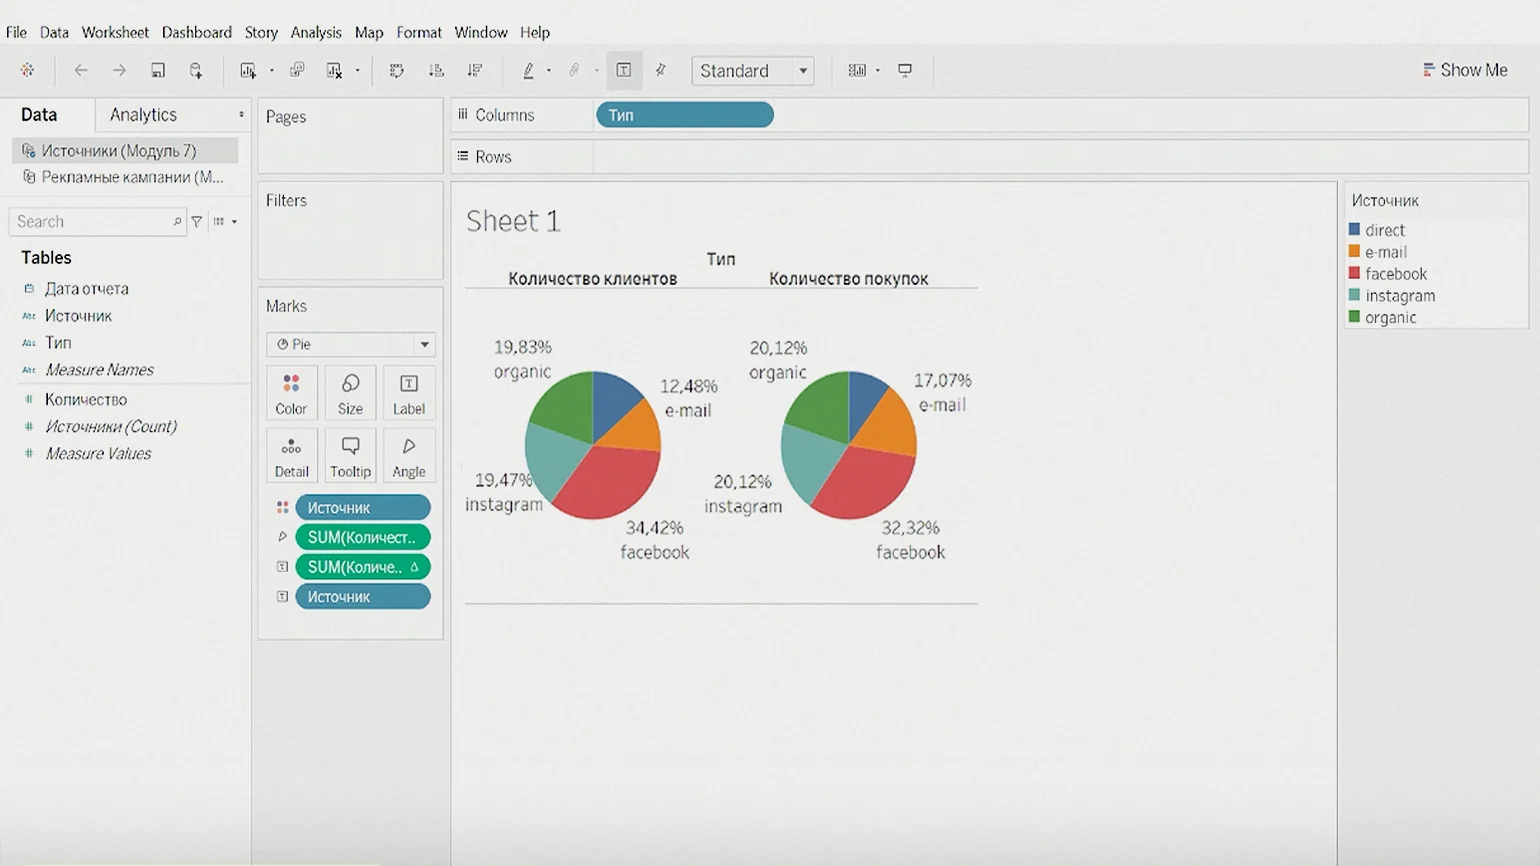 File Data Worksheet Dashboard Story Analysis Map Format Window Help
Standard
Show Me
Data Analytics
Источники (Модуль 7)
Рекламные кампании (М...
Search
Tables
Дата отчета
Abc Источник
Abc Тип
Abc Measure Names
# Количество
# Источники (Count)
# Measure Values
Pages
Filters
Marks
Pie
Color Size Label
Detail Tooltip Angle
Источник
SUM(Количест..
SUM(Количе.. Δ
Источник
Columns Тип
Rows
Sheet 1
Тип
Количество клиентов Количество покупок
19,83%
organic
12,48%
e-mail
19,47%
instagram
34,42%
facebook
20,12%
organic
17,07%
e-mail
20,12%
instagram
32,32%
facebook
Источник
direct
e-mail
facebook
instagram
organic